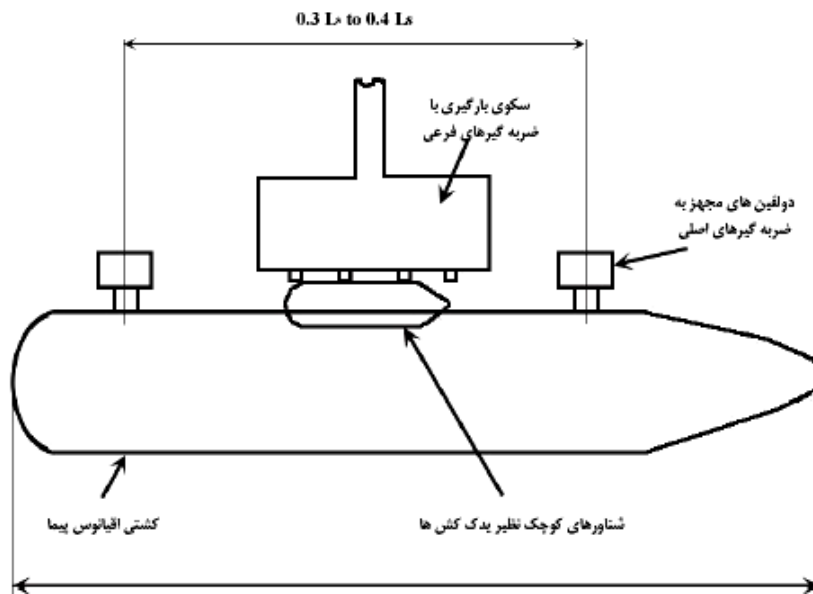 0.3 Ls to 0.4 Ls
سکوی بارگیری با
ضربه گیرهای فرعی
دولفین های مجهز به
ضربه گیرهای اصلی
کشتی اقیانوس پیما
شناورهای کوچک نظیر یدک کش ها